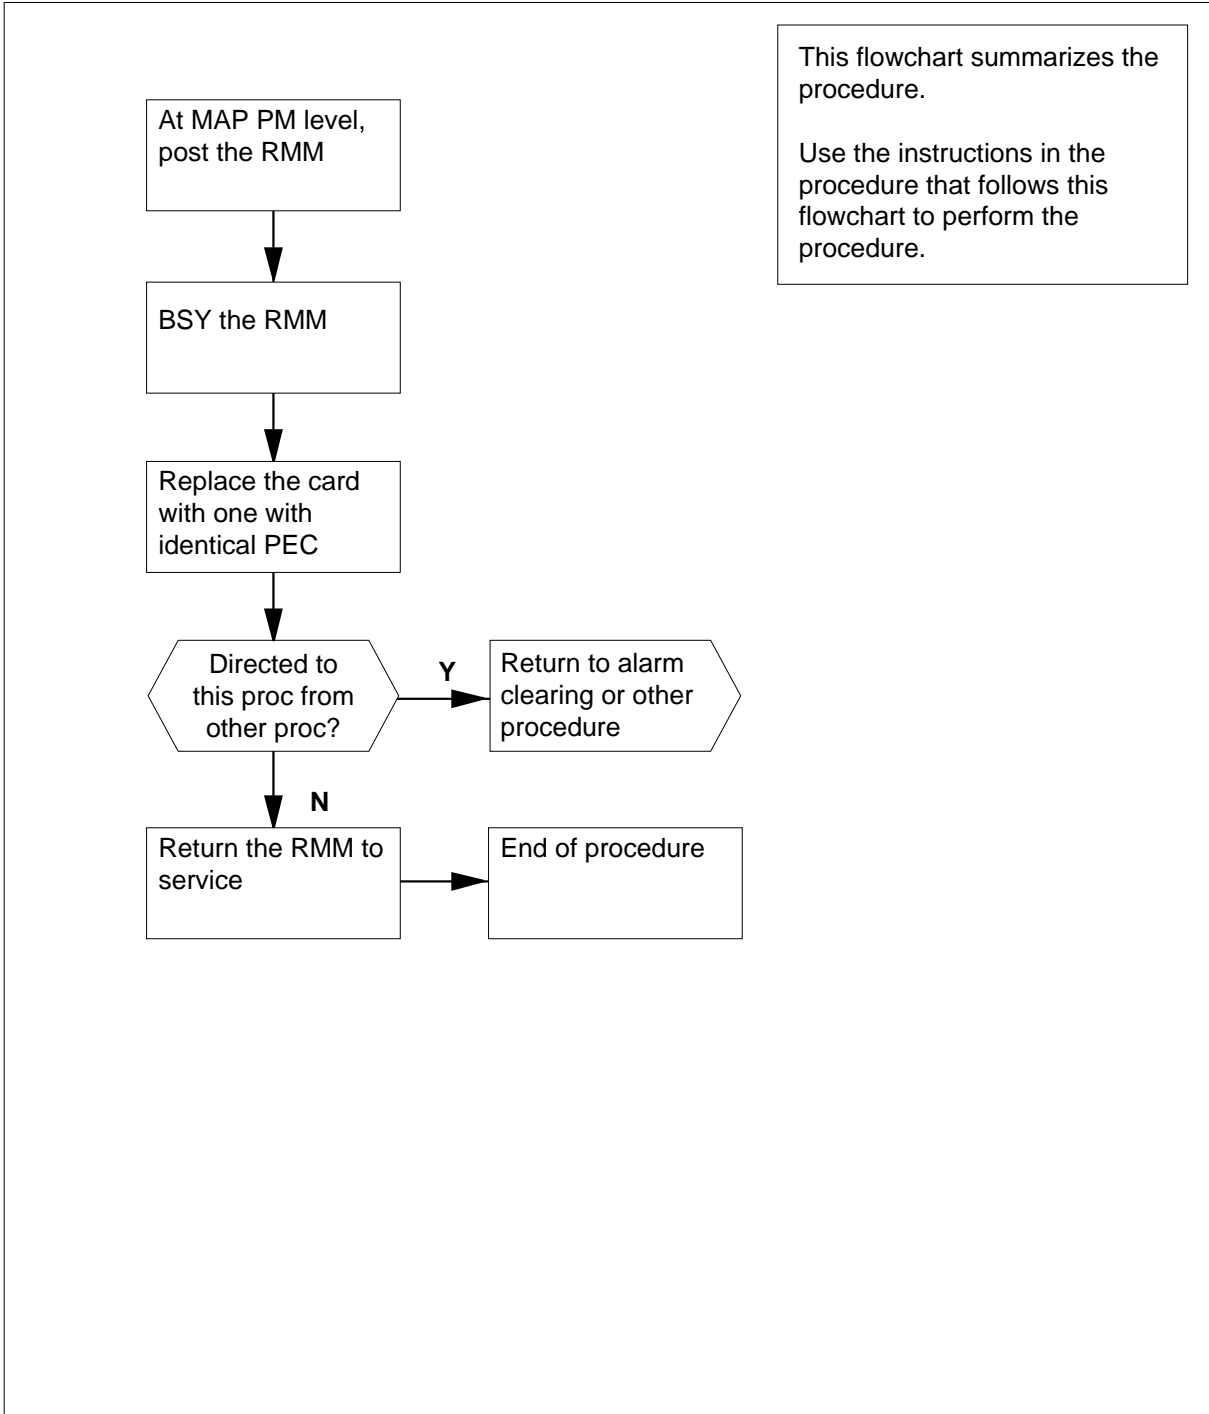 This flowchart summarizes the
procedure.
Use the instructions in the
procedure that follows this
flowchart to perform the
procedure.
At MAP PM level,
post the RMM
BSY the RMM
Replace the card
with one with
identical PEC
Directed to
this proc from
other proc?
Y
Return to alarm
clearing or other
procedure
N
Return the RMM to
service
End of procedure